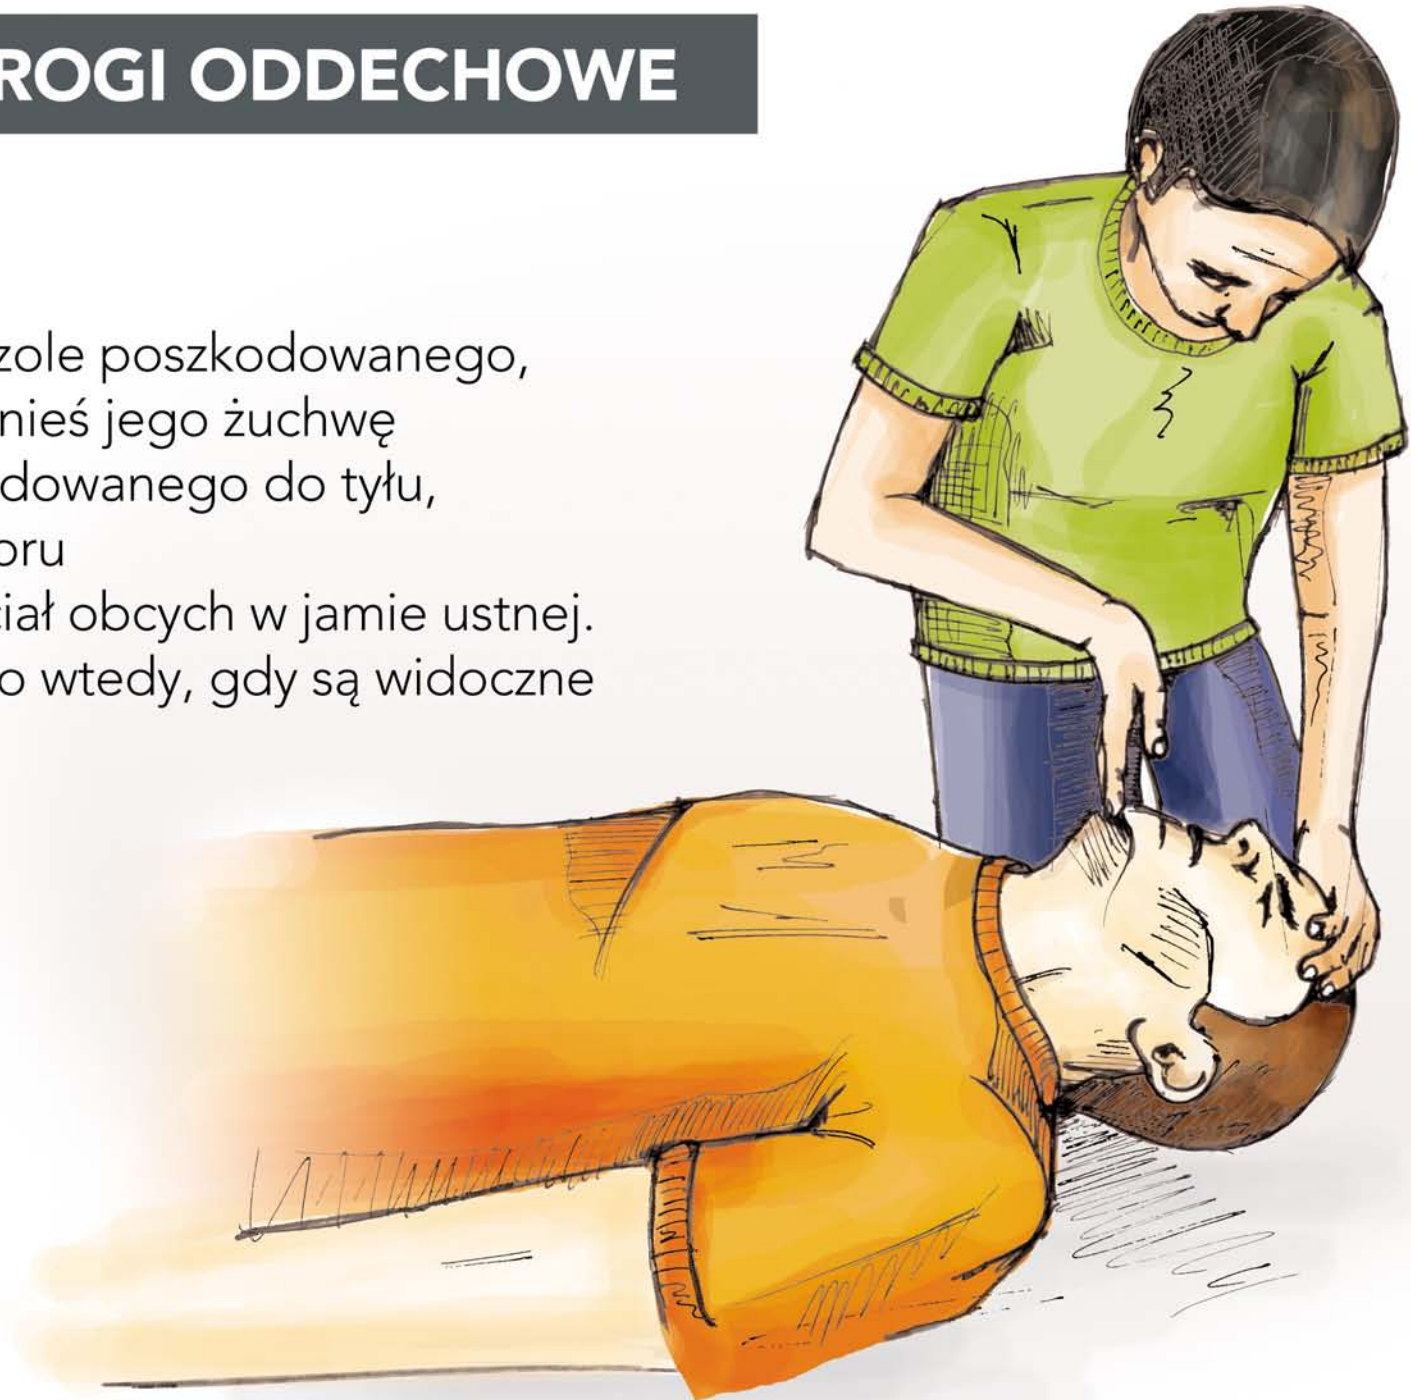 ROGI ODDECHOWE
zole poszkodowanego,
nieś jego żuchwę
dowanego do tyłu,
oru
ciał obcych w jamie ustnej.
o wtedy, gdy są widoczne